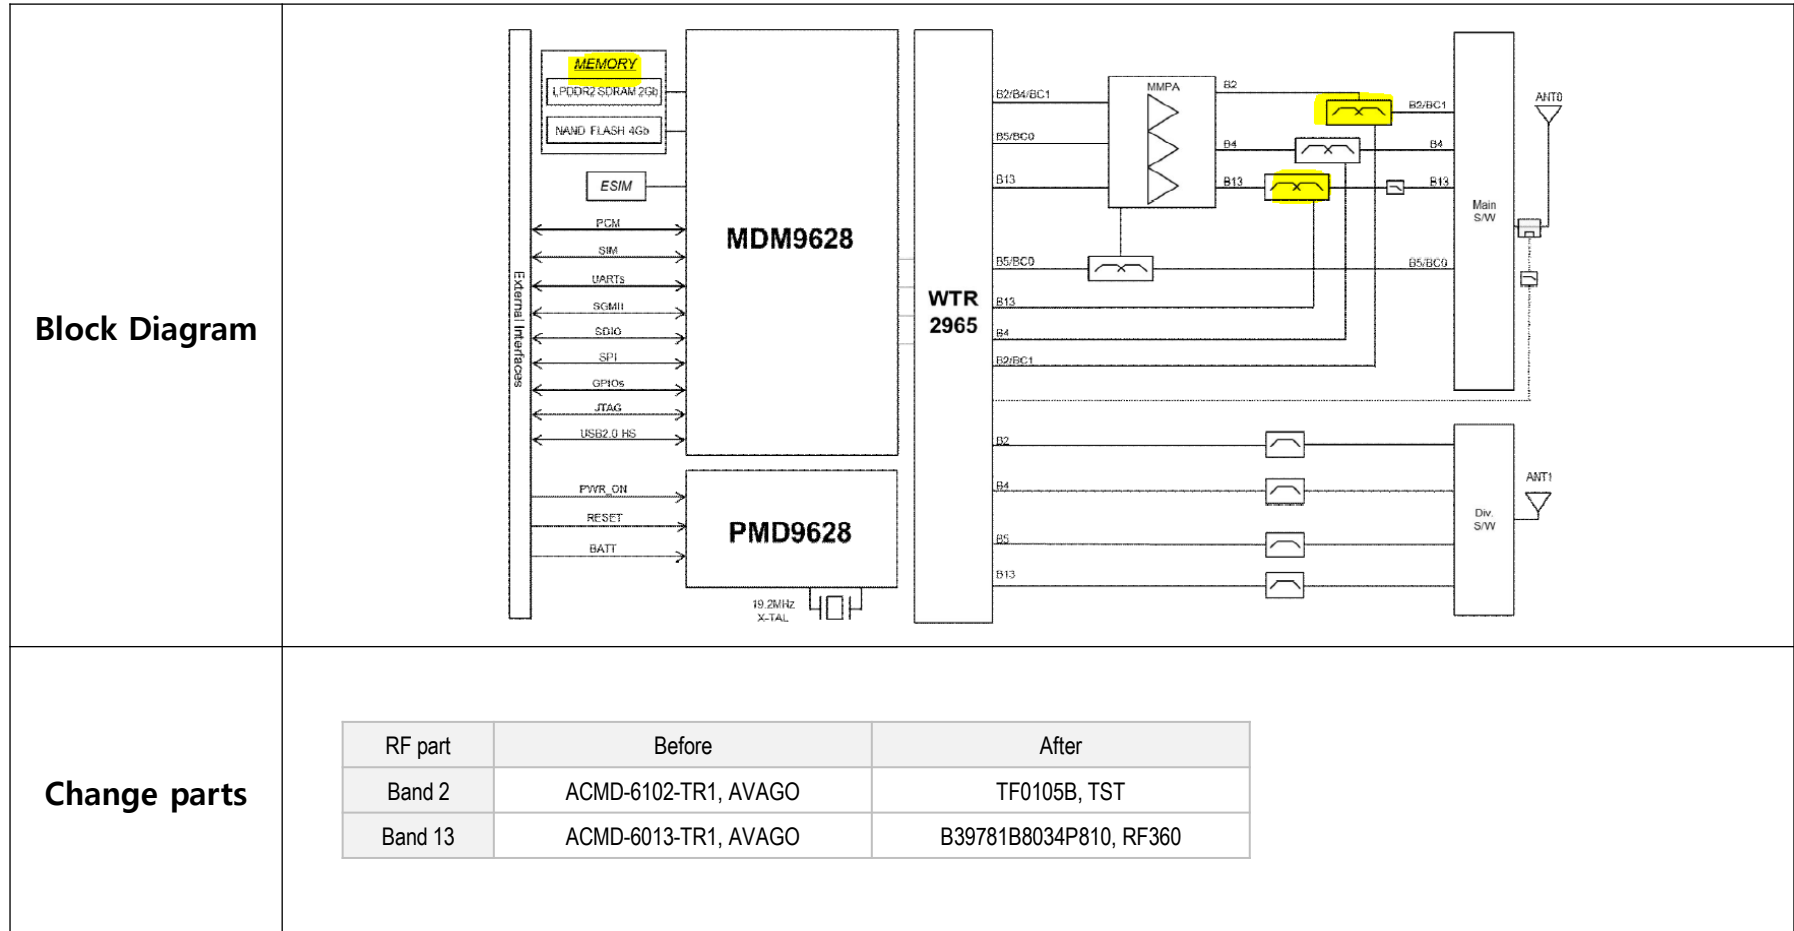 Block Diagram
MEMORY
LPDDR2 SDRAM 2Gb
NAND FLASH 4Gb
ESIM
PCM
SIM
UARTs
SGMII
SDIO
SPI
GPIOs
JTAG
USB2.0 HS
External Interfaces
MDM9628
PWR_ON
RESET
BATT
PMD9628
19.2MHz
X-TAL
WTR
2965
B2/B4/BC1
B5/BC0
B13
MMPA
B2
B4
B13
B2/BC1
B4
B13
B5/BC0
B5/BC0
B13
B4
B2/BC1
Main
S/W
ANT0
B2
B4
B5
B13
Div.
S/W
ANT1
Change parts
RF part Before After
Band 2 ACMD-6102-TR1, AVAGO TF0105B, TST
Band 13 ACMD-6013-TR1, AVAGO B39781B8034P810, RF360